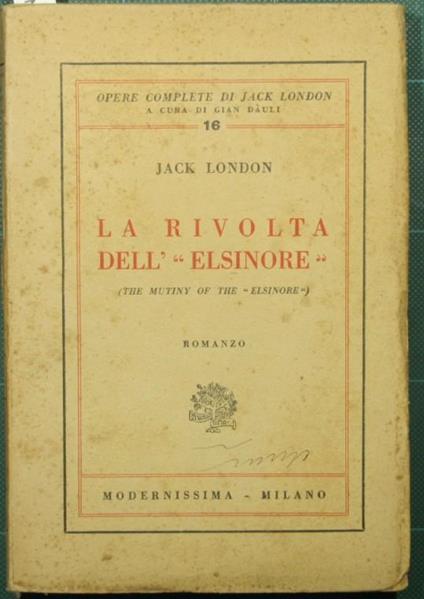 OPERE COMPLETE DI JACK LONDON
A CURA DI GIAN DÀULI
16
JACK LONDON
LA RIVOLTA
DELL' “ ELSINORE “
(THE MUTINY OF THE “ ELSINORE “)
ROMANZO
MODERNISSIMA - MILANO